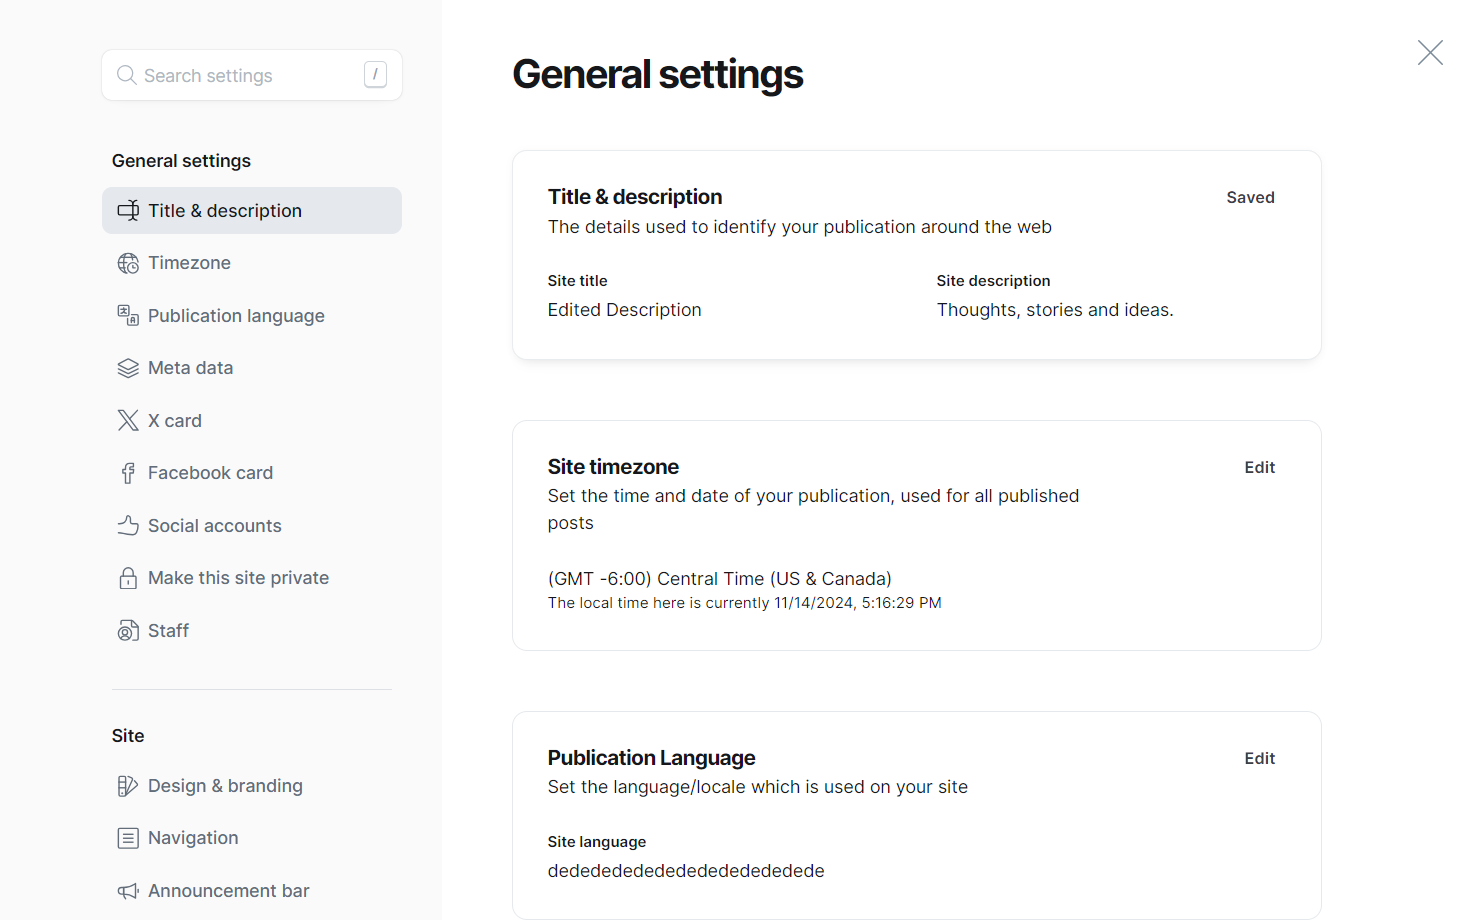 Search settings
/
General settings
Title & description
Timezone
Publication language
Meta data
X card
Facebook card
Social accounts
Make this site private
Staff
Site
Design & branding
Navigation
Announcement bar
General settings
Title & description
Saved
The details used to identify your publication around the web
Site title
Edited Description
Site description
Thoughts, stories and ideas.
Site timezone
Edit
Set the time and date of your publication, used for all published
posts
(GMT -6:00) Central Time (US & Canada)
The local time here is currently 11/14/2024, 5:16:29 PM
Publication Language
Edit
Set the language/locale which is used on your site
Site language
dedededededededededededede